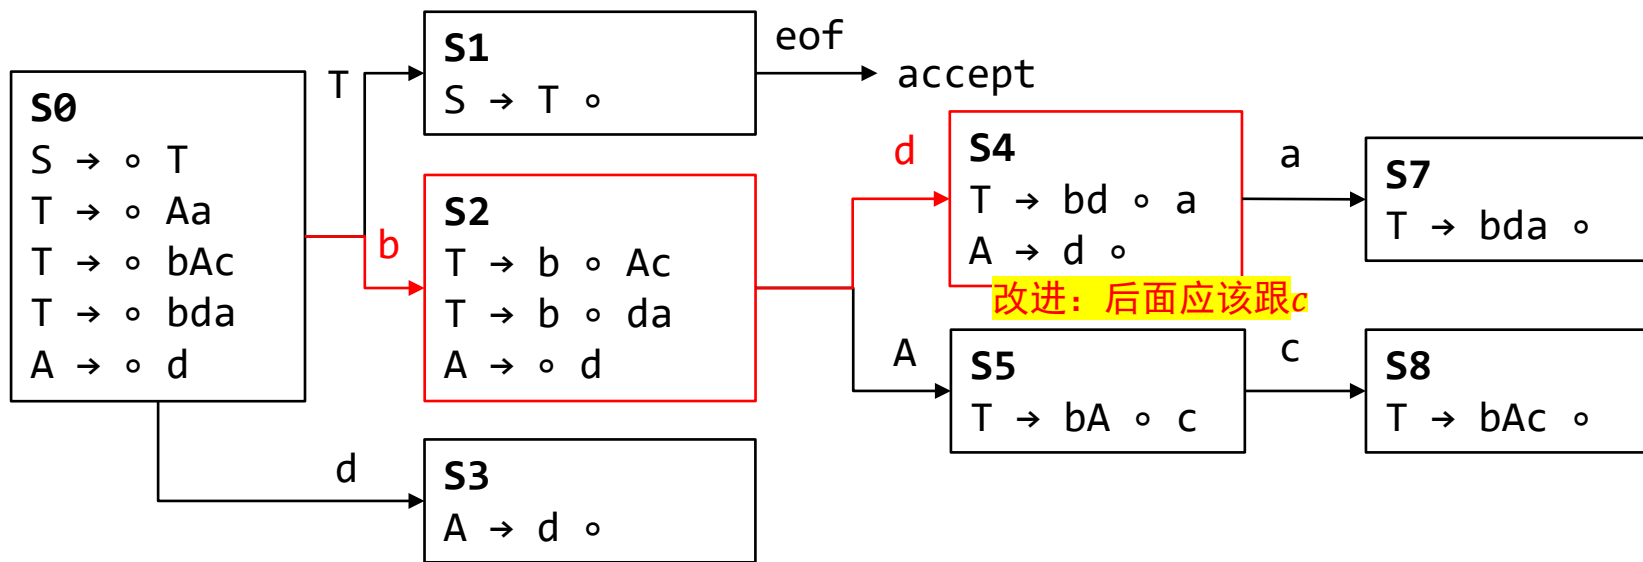 S0
S → ∘ T
T → ∘ Aa
T → ∘ bAc
T → ∘ bda
A → ∘ d
T
S1
S → T ∘
eof
accept
b
S2
T → b ∘ Ac
T → b ∘ da
A → ∘ d
d
S3
A → d ∘
d
S4
T → bd ∘ a
A → d ∘
改进：后面应该跟c
a
S7
T → bda ∘
A
S5
T → bA ∘ c
c
S8
T → bAc ∘